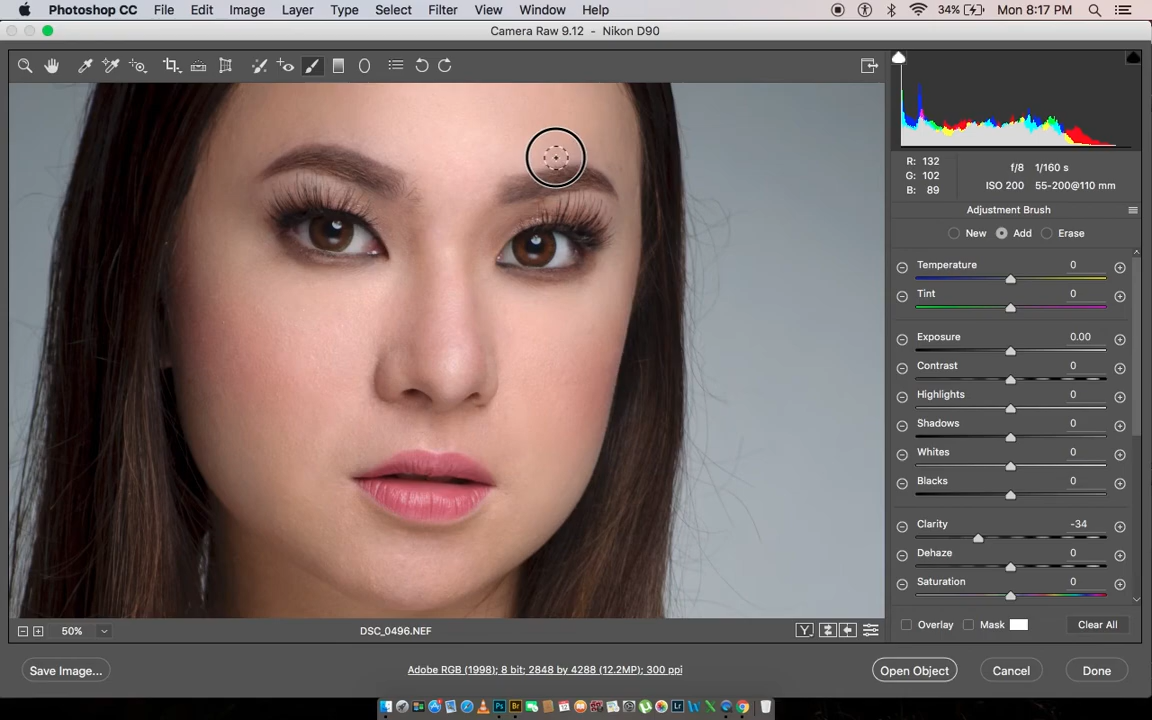 Photoshop CC File Edit Image Layer Type Select Filter View Window Help 34% Mon 8:17 PM
Camera Raw 9.12 - Nikon D90
R: 132
G: 102
B: 89
f/8 1/160 s
ISO 200 55-200@110 mm
Adjustment Brush
New Add Erase
Temperature 0
Tint 0
Exposure 0.00
Contrast 0
Highlights 0
Shadows 0
Whites 0
Blacks 0
Clarity -34
Dehaze 0
Saturation 0
50% DSC_0496.NEF Y
Overlay Mask Clear All
Save Image... Adobe RGB (1998); 8 bit; 2848 by 4288 (12.2MP); 300 ppi Open Object Cancel Done
Ps Br Lr